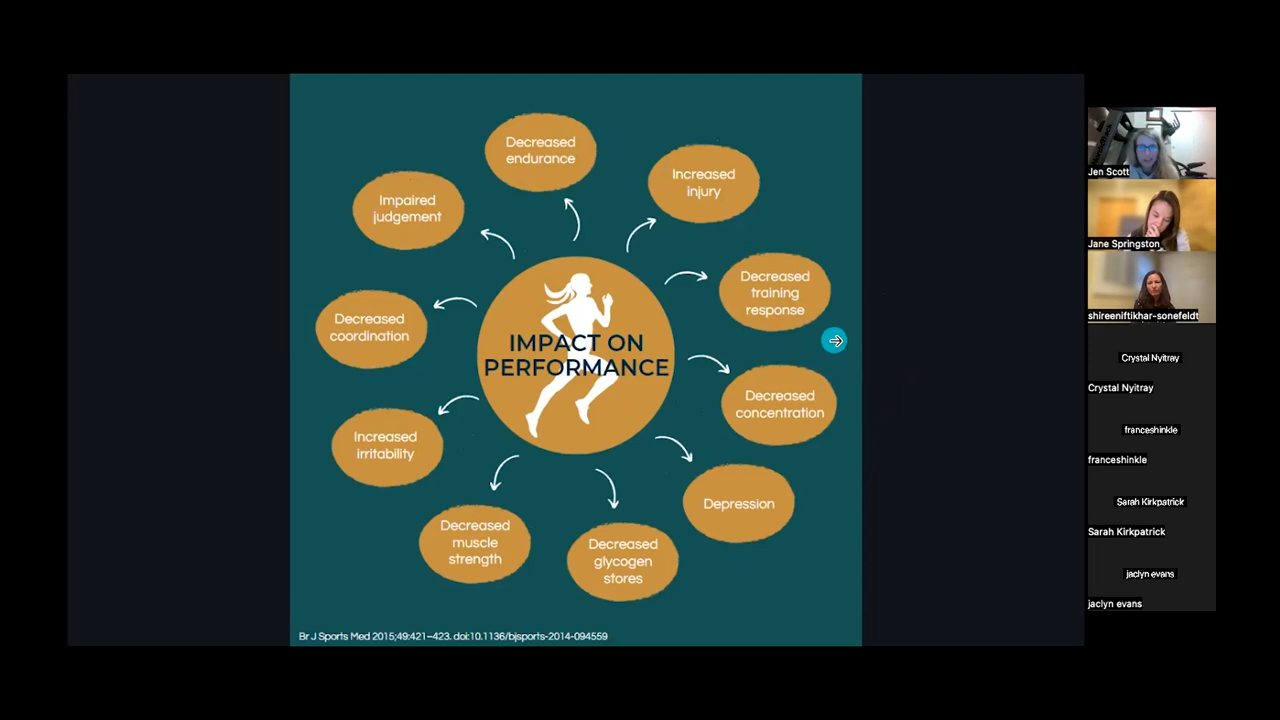 Decreased
endurance
Increased
injury
Impaired
judgement
Decreased
training
response
Decreased
coordination
IMPACT ON
PERFORMANCE
Decreased
concentration
Increased
irritability
Depression
Decreased
muscle
strength
Decreased
glycogen
stores
Br J Sports Med 2015;49:421–423. doi:10.1136/bjsports-2014-094559
Jen Scott
Jane Springston
shireeniftikhar-sonefeldt
Crystal Nyitray
Crystal Nyitray
franceshinkle
franceshinkle
Sarah Kirkpatrick
Sarah Kirkpatrick
jaclyn evans
jaclyn evans